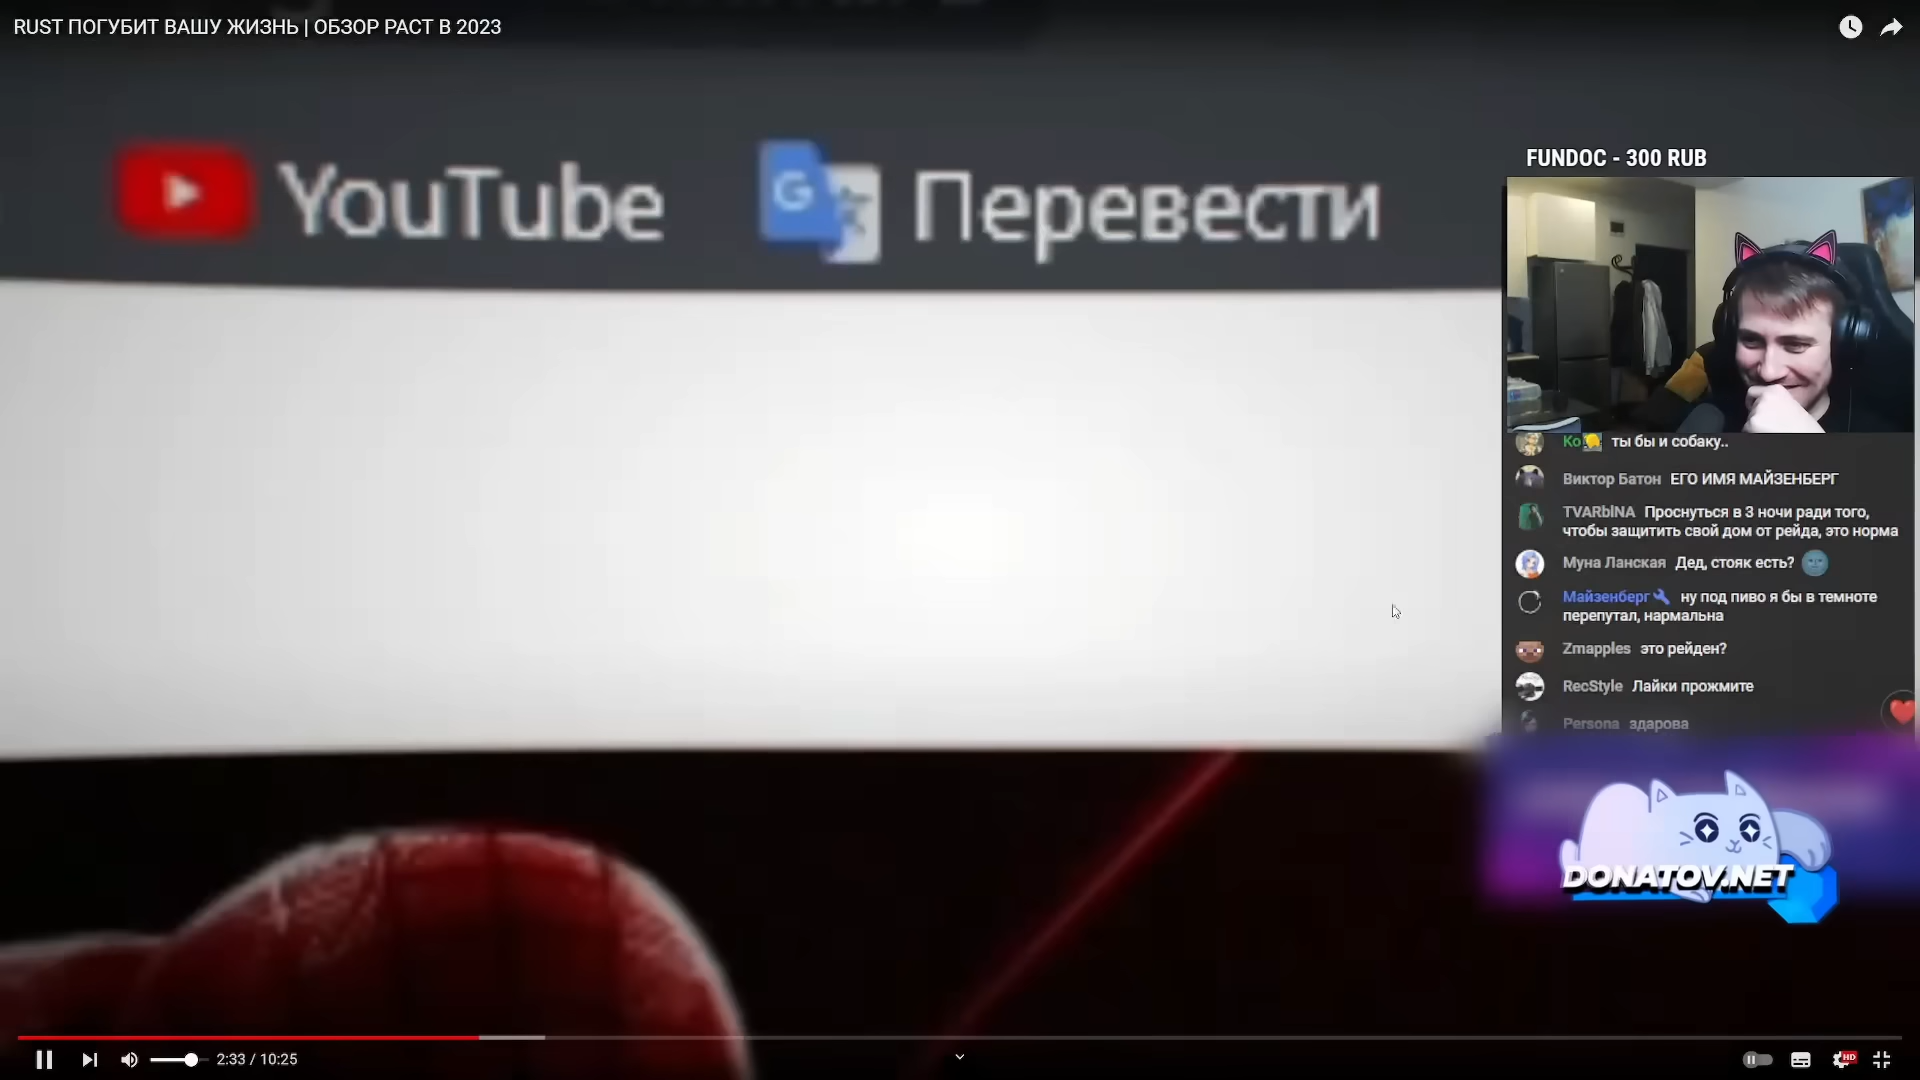 RUST ПОГУБИТ ВАШУ ЖИЗНЬ | ОБЗОР РАСТ В 2023
YouTube
Перевести
FUNDOC - 300 RUB
Ko ты бы и собаку..
Виктор Батон ЕГО ИМЯ МАЙЗЕНБЕРГ
TVARbINA Проснуться в 3 ночи ради того,
чтобы защитить свой дом от рейда, это норма
Муна Ланская Дед, стояк есть?
Майзенберг ну под пиво я бы в темноте
перепутал, нармальна
Zmapples это рейден?
RecStyle Лайки прожмите
Persona здарова
DONATOV.NET
2:33 / 10:25
HD